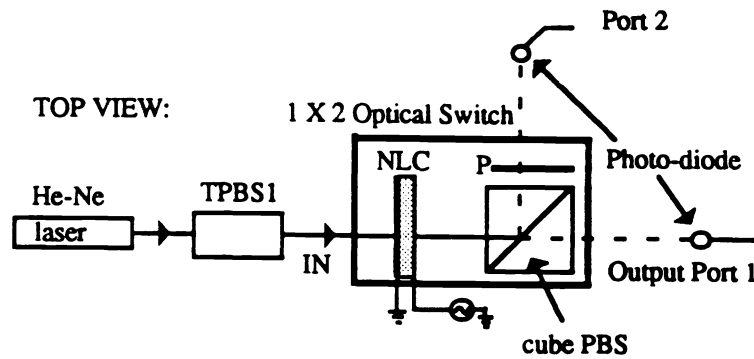 Port 2
TOP VIEW:
1 X 2 Optical Switch
NLC
P
Photo-diode
He-Ne
laser
TPBS1
IN
Output Port 1
cube PBS